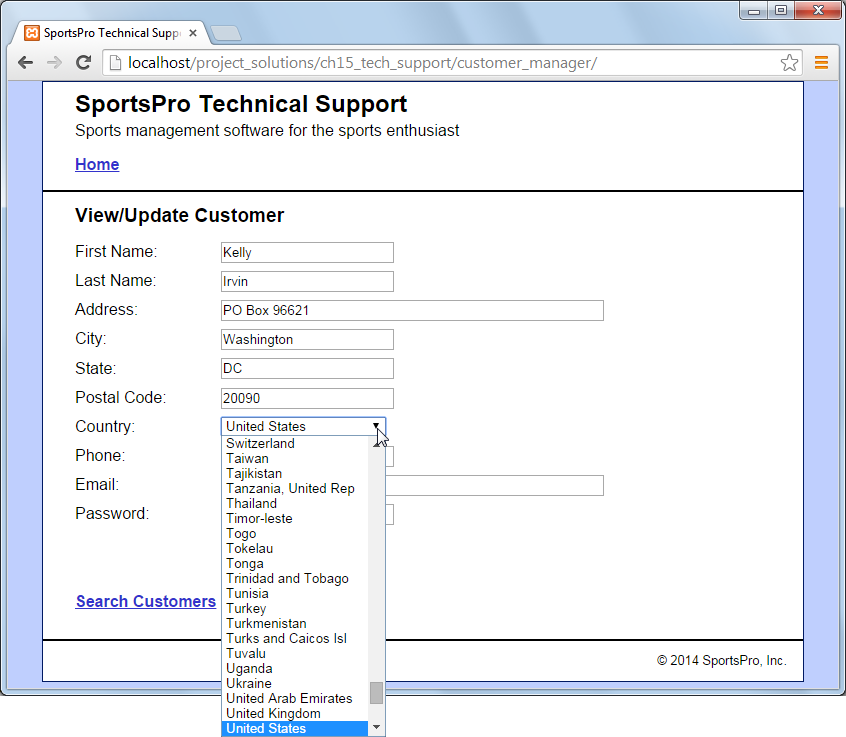 SportsPro Technical Supp
localhost/project_solutions/ch15_tech_support/customer_manager/
SportsPro Technical Support
Sports management software for the sports enthusiast
Home
View/Update Customer
First Name: Kelly
Last Name: Irvin
Address: PO Box 96621
City: Washington
State: DC
Postal Code: 20090
Country: United States
Phone:
Email:
Password:
Switzerland
Taiwan
Tajikistan
Tanzania, United Rep
Thailand
Timor-leste
Togo
Tokelau
Tonga
Trinidad and Tobago
Tunisia
Turkey
Turkmenistan
Turks and Caicos Isl
Tuvalu
Uganda
Ukraine
United Arab Emirates
United Kingdom
United States
Search Customers
© 2014 SportsPro, Inc.